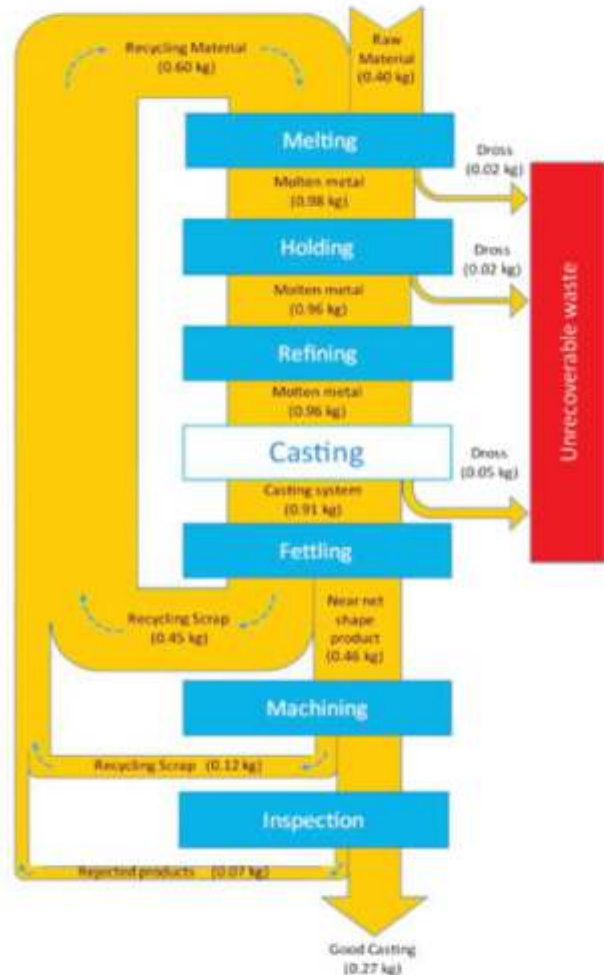 Recycling Material
(0.60 kg)
Raw
Material
(0.40 kg)
Melting
Dross
(0.02 kg)
Molten metal
(0.98 kg)
Holding
Dross
(0.02 kg)
Molten metal
(0.96 kg)
Refining
Molten metal
(0.96 kg)
Casting
Dross
(0.05 kg)
Casting system
(0.91 kg)
Fettling
Unrecoverable waste
Recycling Scrap
(0.45 kg)
Near net
shape
product
(0.46 kg)
Machining
Recycling Scrap (0.12 kg)
Inspection
Rejected products (0.07 kg)
Good Casting
(0.27 kg)